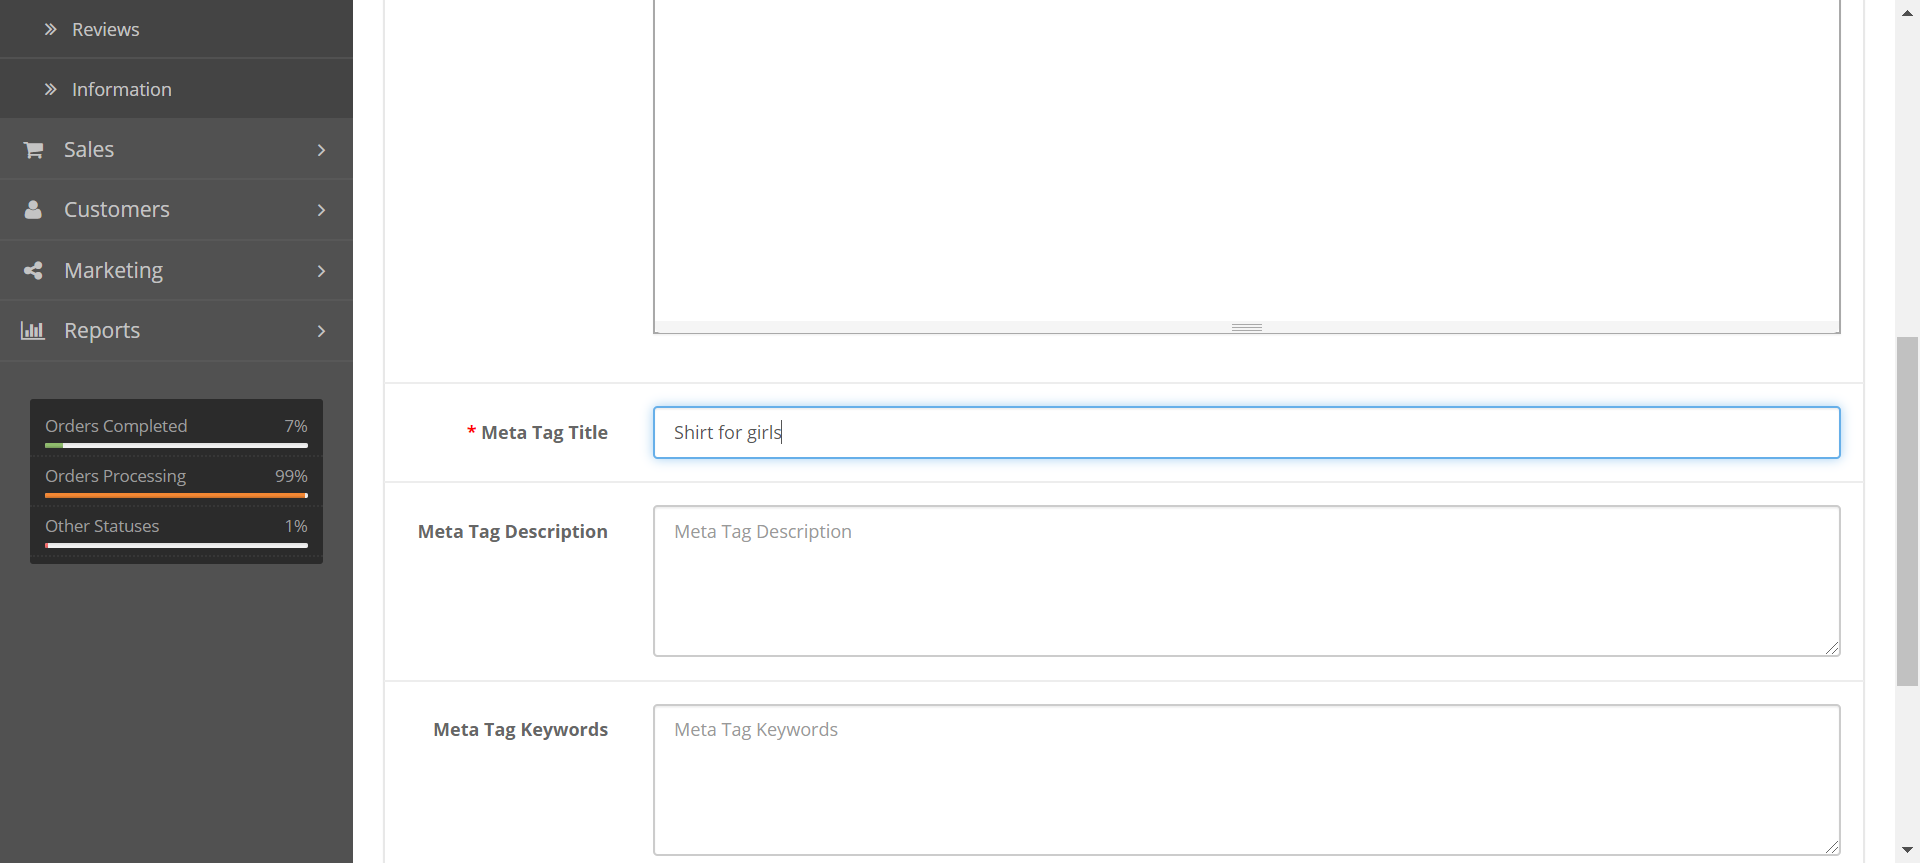 Reviews
Information
Sales
Customers
Marketing
Reports
Orders Completed 7%
Orders Processing 99%
Other Statuses 1%
* Meta Tag Title
Shirt for girls
Meta Tag Description
Meta Tag Description
Meta Tag Keywords
Meta Tag Keywords